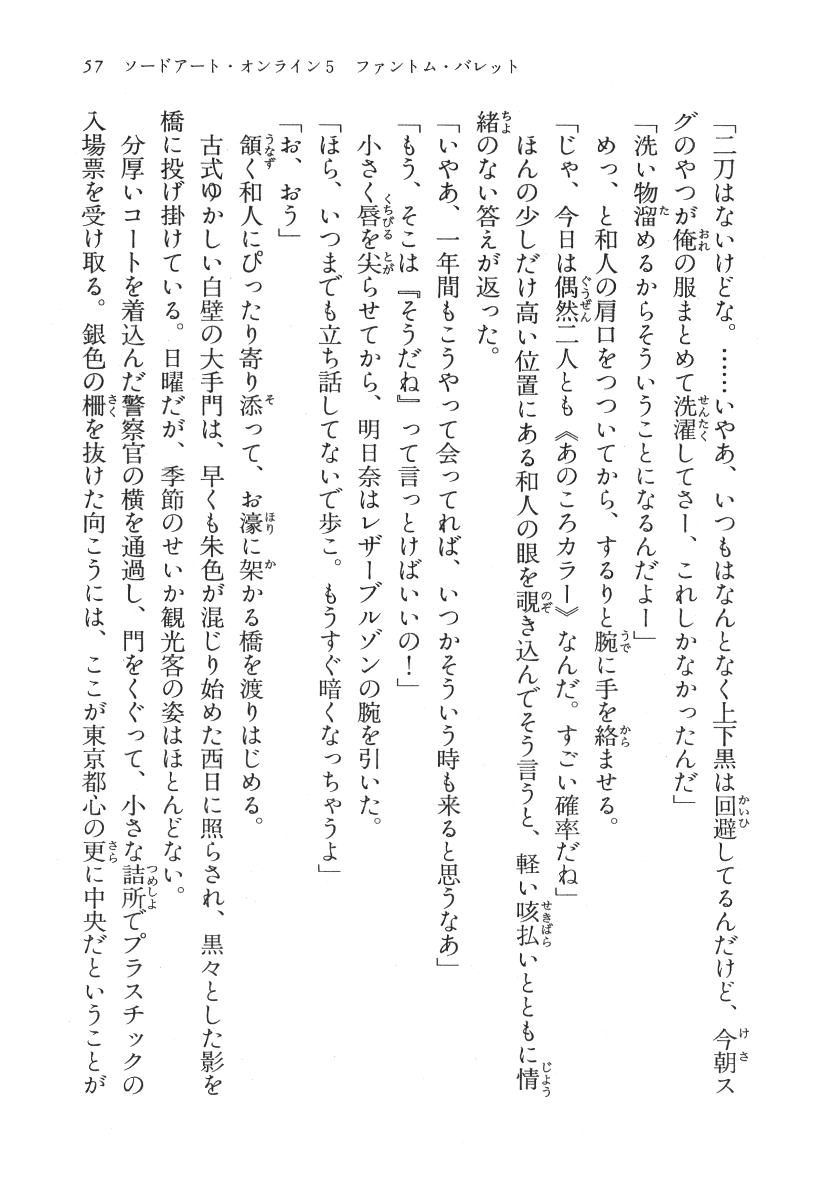 57　ソードアート・オンライン5　ファントム・バレット
「二刀はないけどな。……いやあ、いつもはなんとなく上下黒は回避してるんだけど、今朝ス
グのやつが俺の服まとめて洗濯してさー、これしかなかったんだ」
「洗い物溜めるからそういうことになるんだよー」
　めっ、と和人の肩口をつついてから、するりと腕に手を絡ませる。
「じゃ、今日は偶然二人とも《あのころカラー》なんだ。すごい確率だね」
　ほんの少しだけ高い位置にある和人の眼を覗き込んでそう言うと、軽い咳払いとともに情
緒のない答えが返った。
「いやあ、一年間もこうやって会ってれば、いつかそういう時も来ると思うなあ」
「もう、そこは『そうだね』って言っとけばいいの！」
　小さく唇を尖らせてから、明日奈はレザーブルゾンの腕を引いた。
「ほら、いつまでも立ち話してないで歩こ。もうすぐ暗くなっちゃうよ」
「お、おう」
　頷く和人にぴったり寄り添って、お濠に架かる橋を渡りはじめる。
　古式ゆかしい白壁の大手門は、早くも朱色が混じり始めた西日に照らされ、黒々とした影を
橋に投げ掛けている。日曜だが、季節のせいか観光客の姿はほとんどない。
　分厚いコートを着込んだ警察官の横を通過し、門をくぐって、小さな詰所でプラスチックの
入場票を受け取る。銀色の柵を抜けた向こうには、ここが東京都心の更に中央だということが